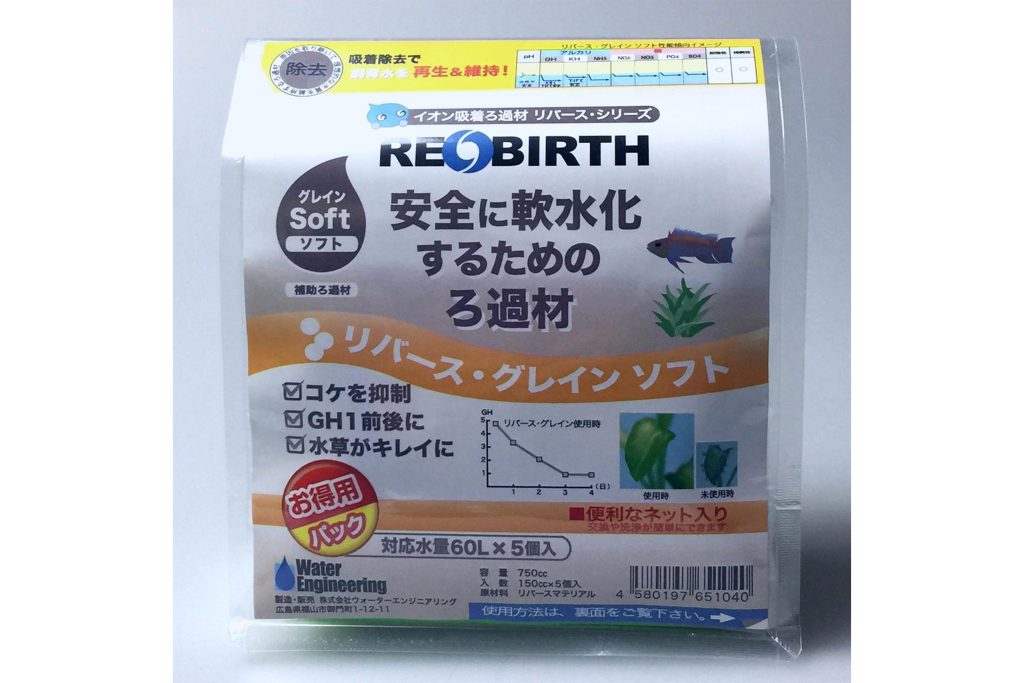 除去
吸着除去で
飼育水を 再生&維持!
リバース・グレイン ソフト性能傾向イメージ
アルカリ
pH GH KH NH3 NO2 NO3 PO4 SO4
イオン吸着ろ過材 リバース・シリーズ
REBIRTH
グレイン
Soft
ソフト
補助ろ過材
安全に軟水化
するための
ろ過材
リバース・グレイン ソフト
コケを抑制
GH1前後に
水草がキレイに
GH
リバース・グレイン使用時
5
4
3
2
1
1 2 3 4 (日)
使用時
未使用時
お得用
パック
■便利なネット入り
交換や洗浄が簡単にできます
対応水量60L×5個入
Water
Engineering
製造・販売 株式会社ウォーターエンジニアリング
広島県福山市御門町1-12-11
容 量 750cc
入 数 150cc×5個入
原材料 リバースマテリアル
4 580197 651040
使用方法は、裏面をご覧下さい。